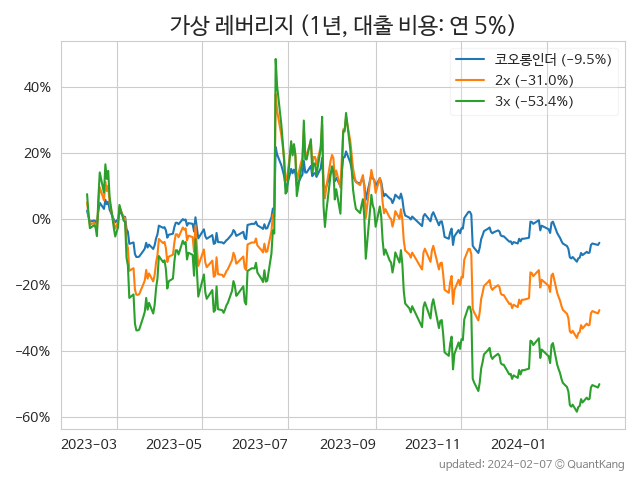 가상 레버리지 (1년, 대출 비용: 연 5%)
코오롱인더 (−9.5%)
2x (−31.0%)
3x (−53.4%)
40%
20%
0%
−20%
−40%
−60%
2023-03 2023-05 2023-07 2023-09 2023-11 2024-01
updated: 2024-02-07 © QuantKang